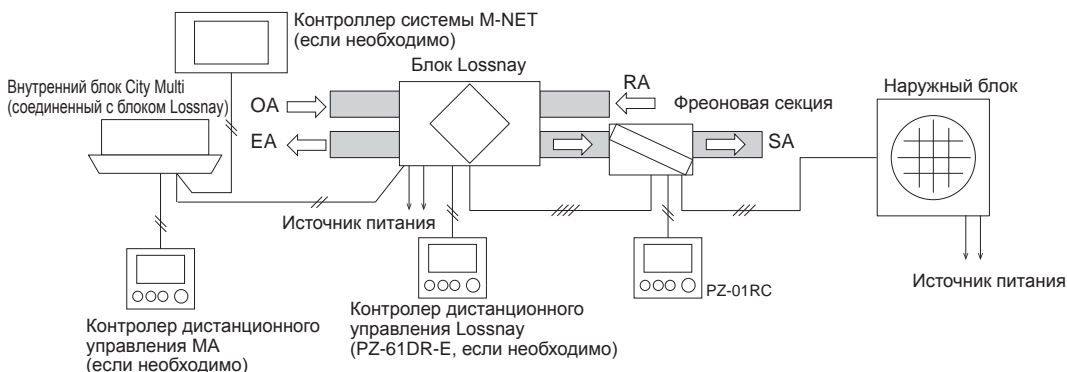 Контроллер системы M-NET
(если необходимо)
Блок Lossnay
Внутренний блок City Multi
(соединенный с блоком Lossnay)
OA
RA
Фреоновая секция
Наружный блок
EA
SA
Источник питания
PZ-01RC
Источник питания
Контролер дистанционного
управления MA
(если необходимо)
Контролер дистанционного
управления Lossnay
(PZ-61DR-E, если необходимо)